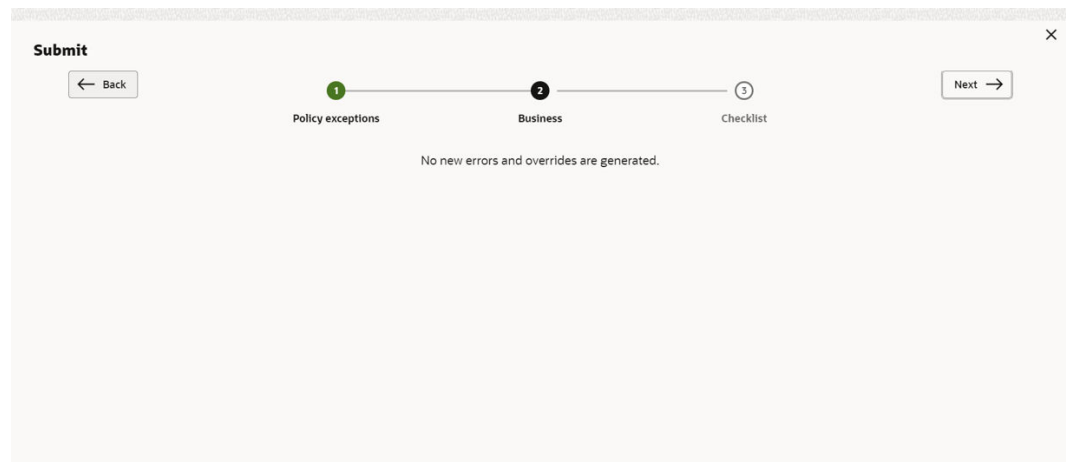 Submit
Back
Next
1
2
3
Policy exceptions
Business
Checklist
No new errors and overrides are generated.